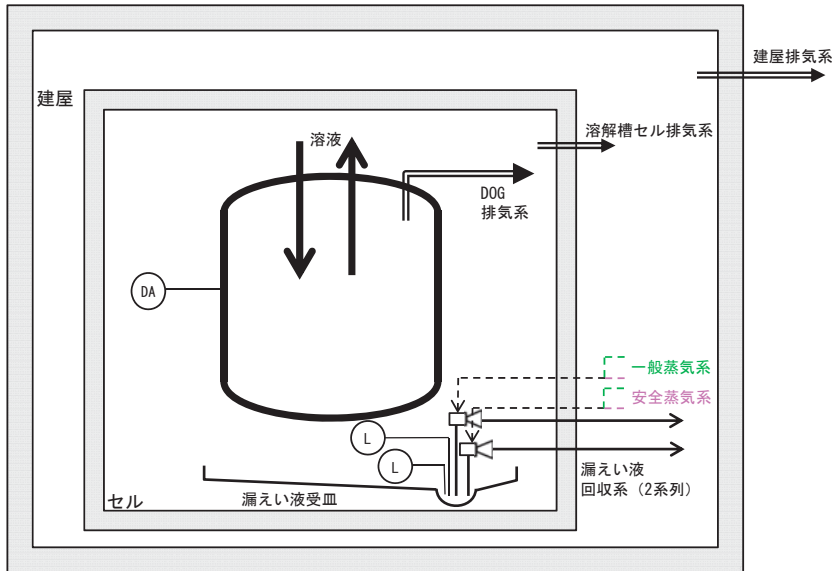 建屋排気系
建屋
溶解槽セル排気系
溶液
DOG
排気系
DA
一般蒸気系
安全蒸気系
L
L
漏えい液
回収系（2系列）
漏えい液受皿
セル